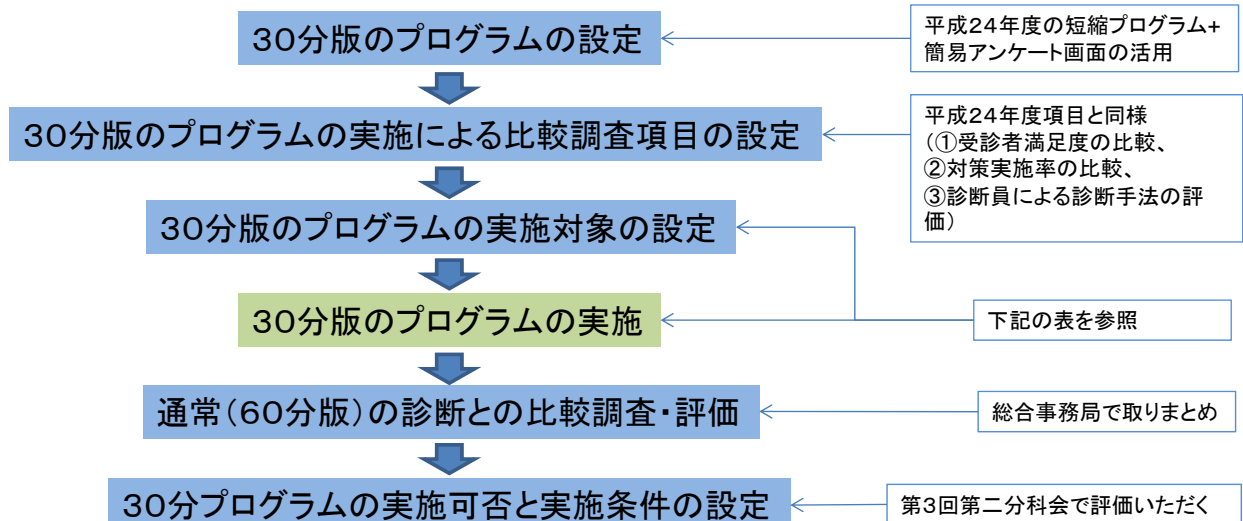 30分版のプログラムの設定
平成24年度の短縮プログラム+
簡易アンケート画面の活用
30分版のプログラムの実施による比較調査項目の設定
平成24年度項目と同様
(①受診者満足度の比較、
②対策実施率の比較、
③診断員による診断手法の評
価)
30分版のプログラムの実施対象の設定
30分版のプログラムの実施
下記の表を参照
通常(60分版)の診断との比較調査・評価
総合事務局で取りまとめ
30分プログラムの実施可否と実施条件の設定
第3回第二分科会で評価いただく